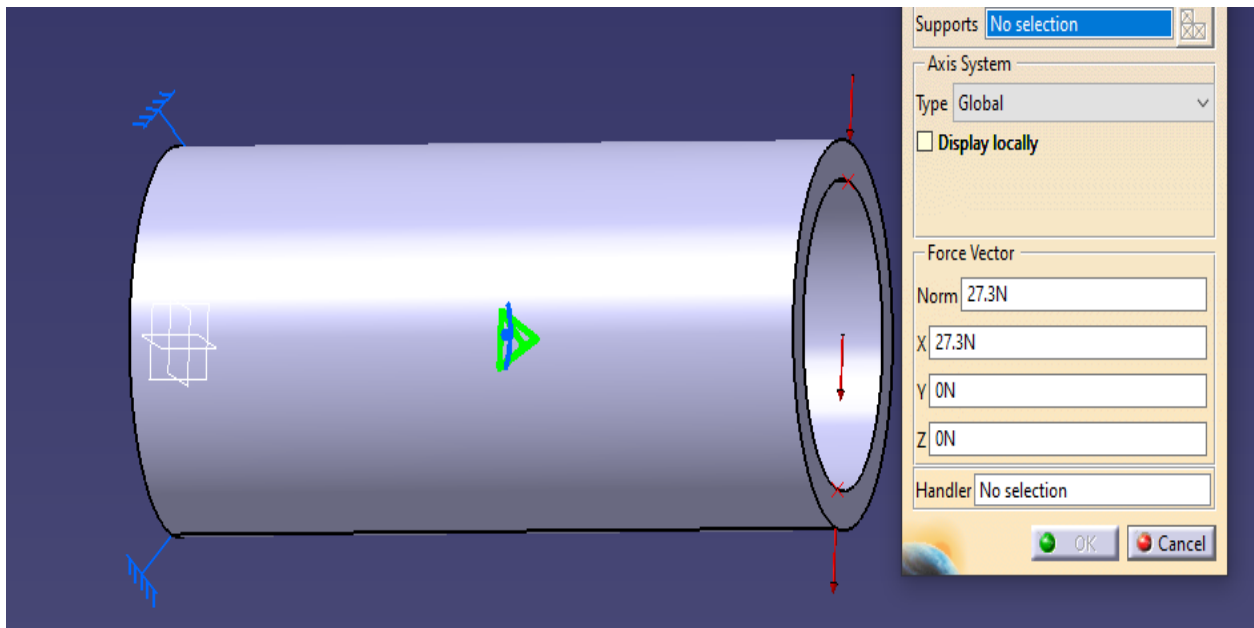 Supports No selection
Axis System
Type Global
Display locally
Force Vector
Norm 27.3N
X 27.3N
Y 0N
Z 0N
Handler No selection
OK Cancel